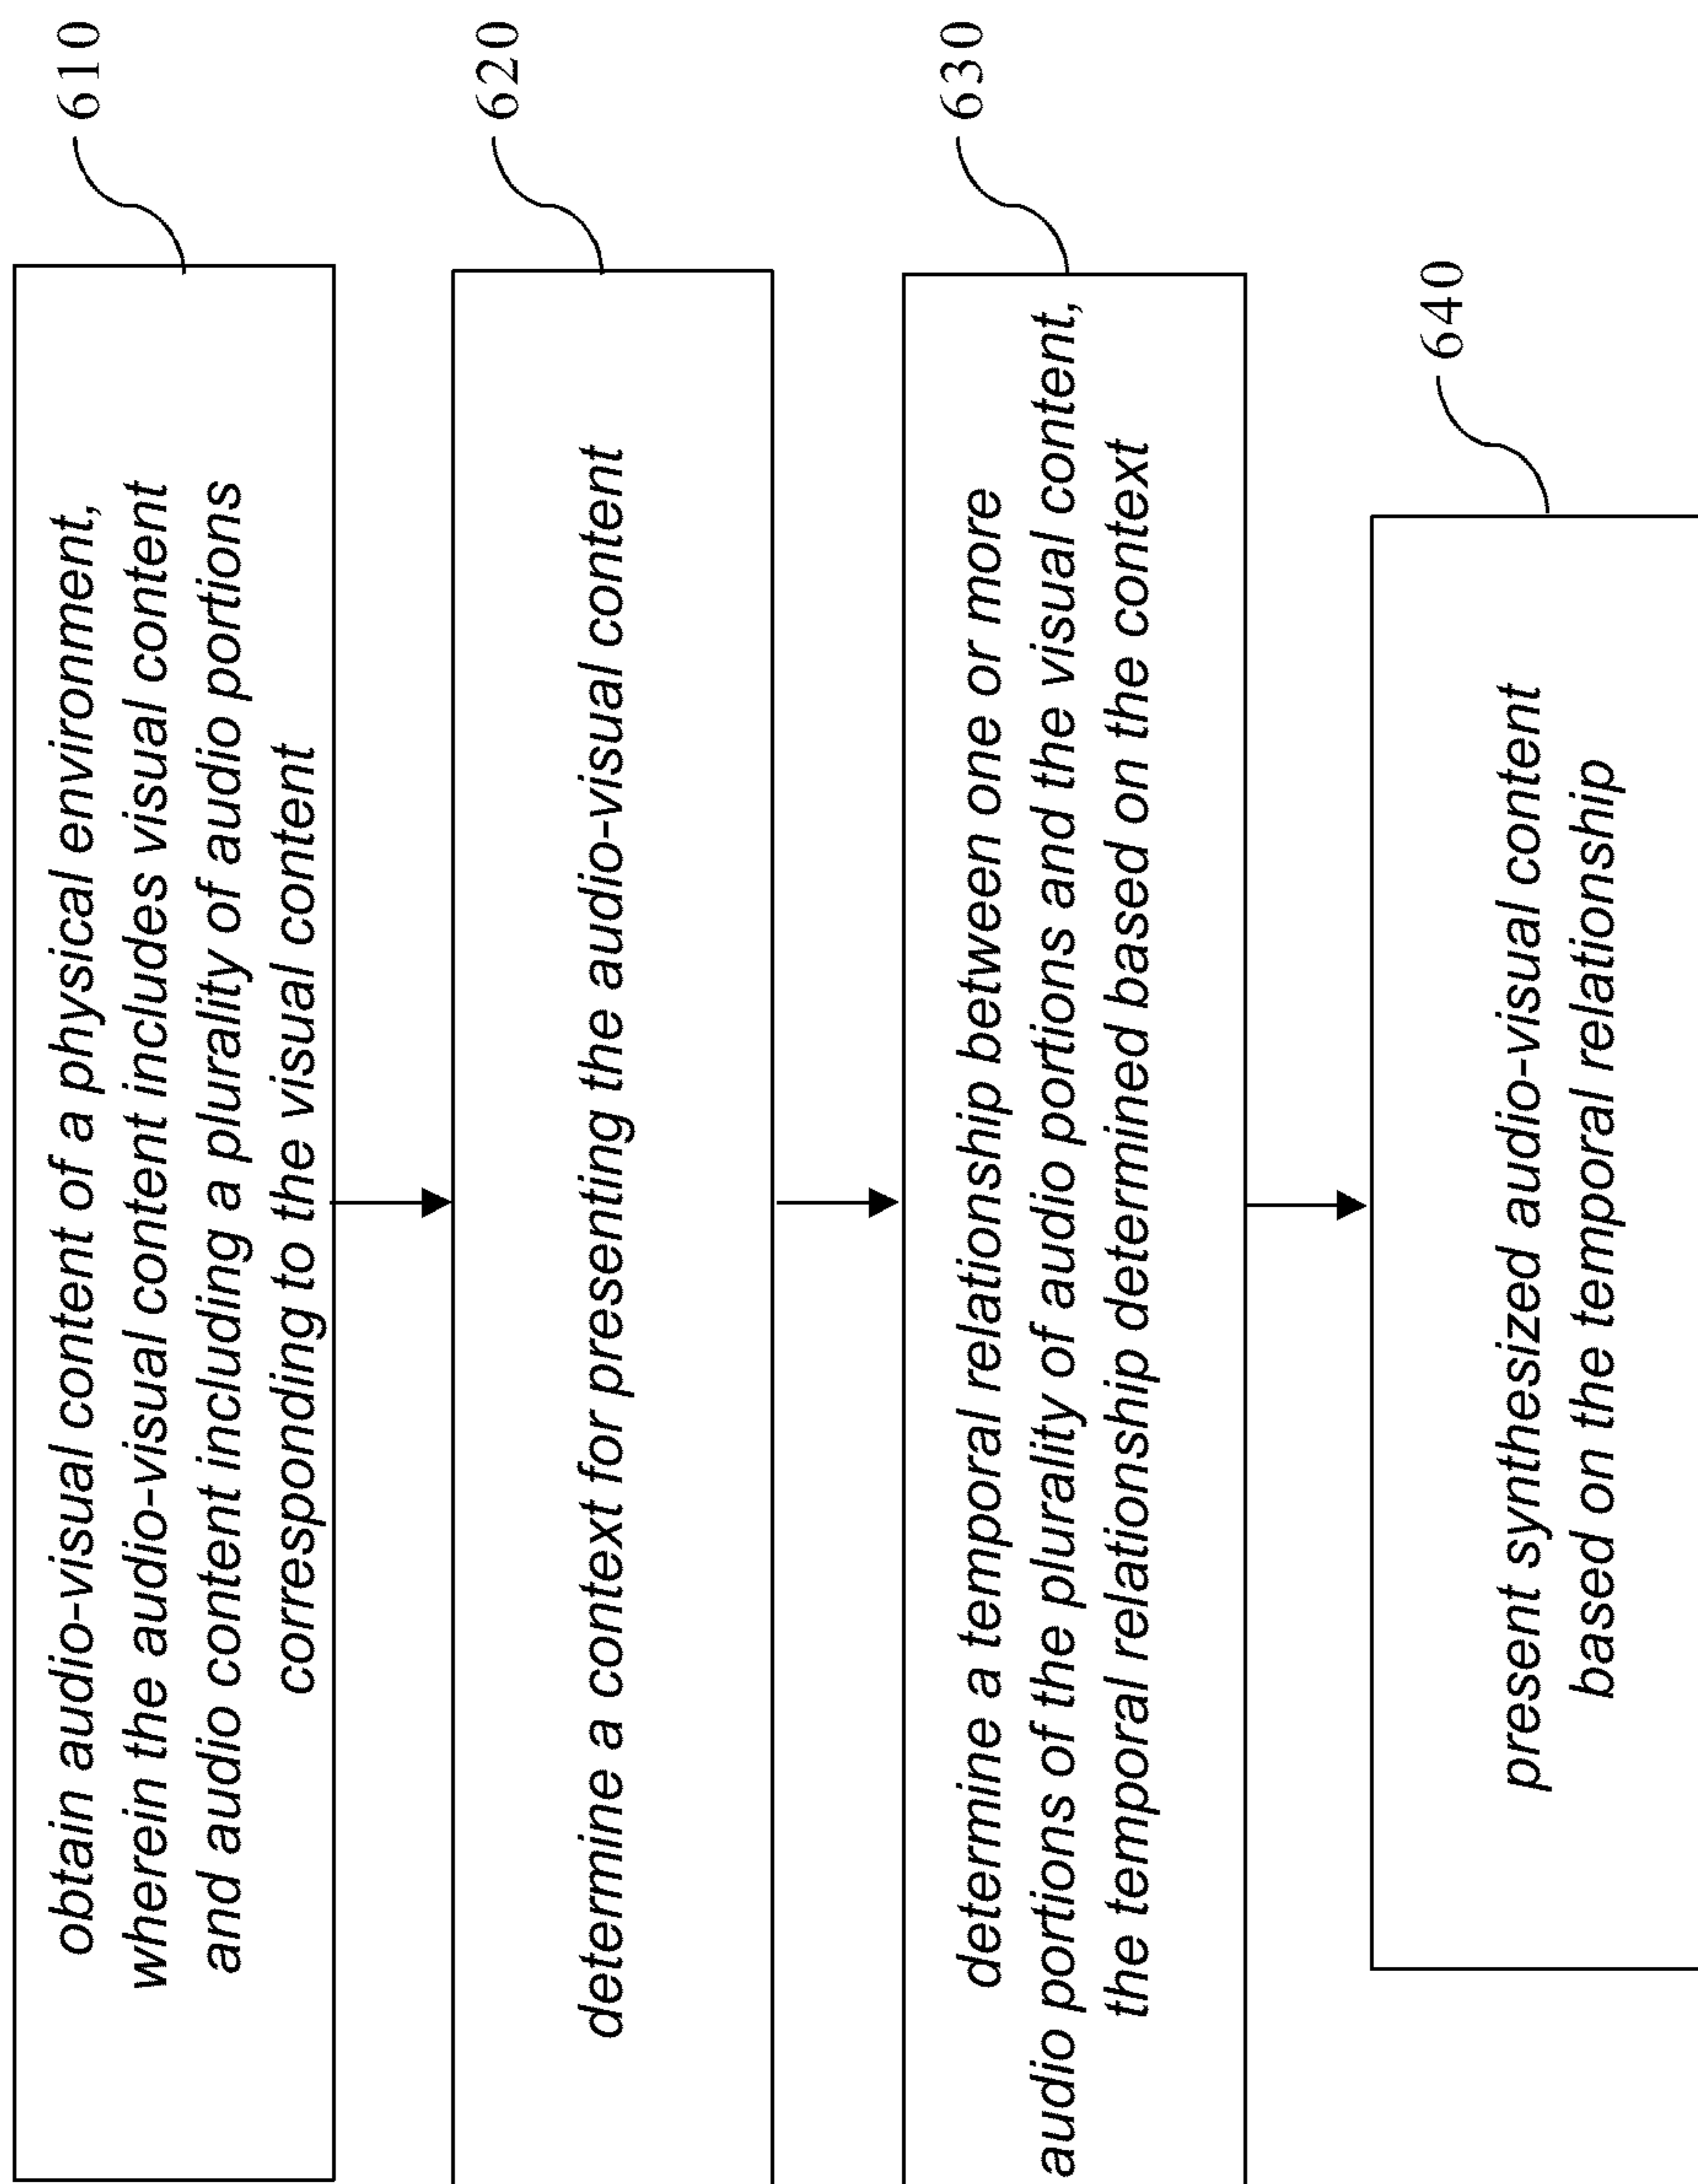 610
obtain audio-visual content of a physical environment,
wherein the audio-visual content includes visual content
and audio content including a plurality of audio portions
corresponding to the visual content
620
determine a context for presenting the audio-visual content
630
determine a temporal relationship between one or more
audio portions of the plurality of audio portions and the visual content,
the temporal relationship determined based on the context
640
present synthesized audio-visual content
based on the temporal relationship